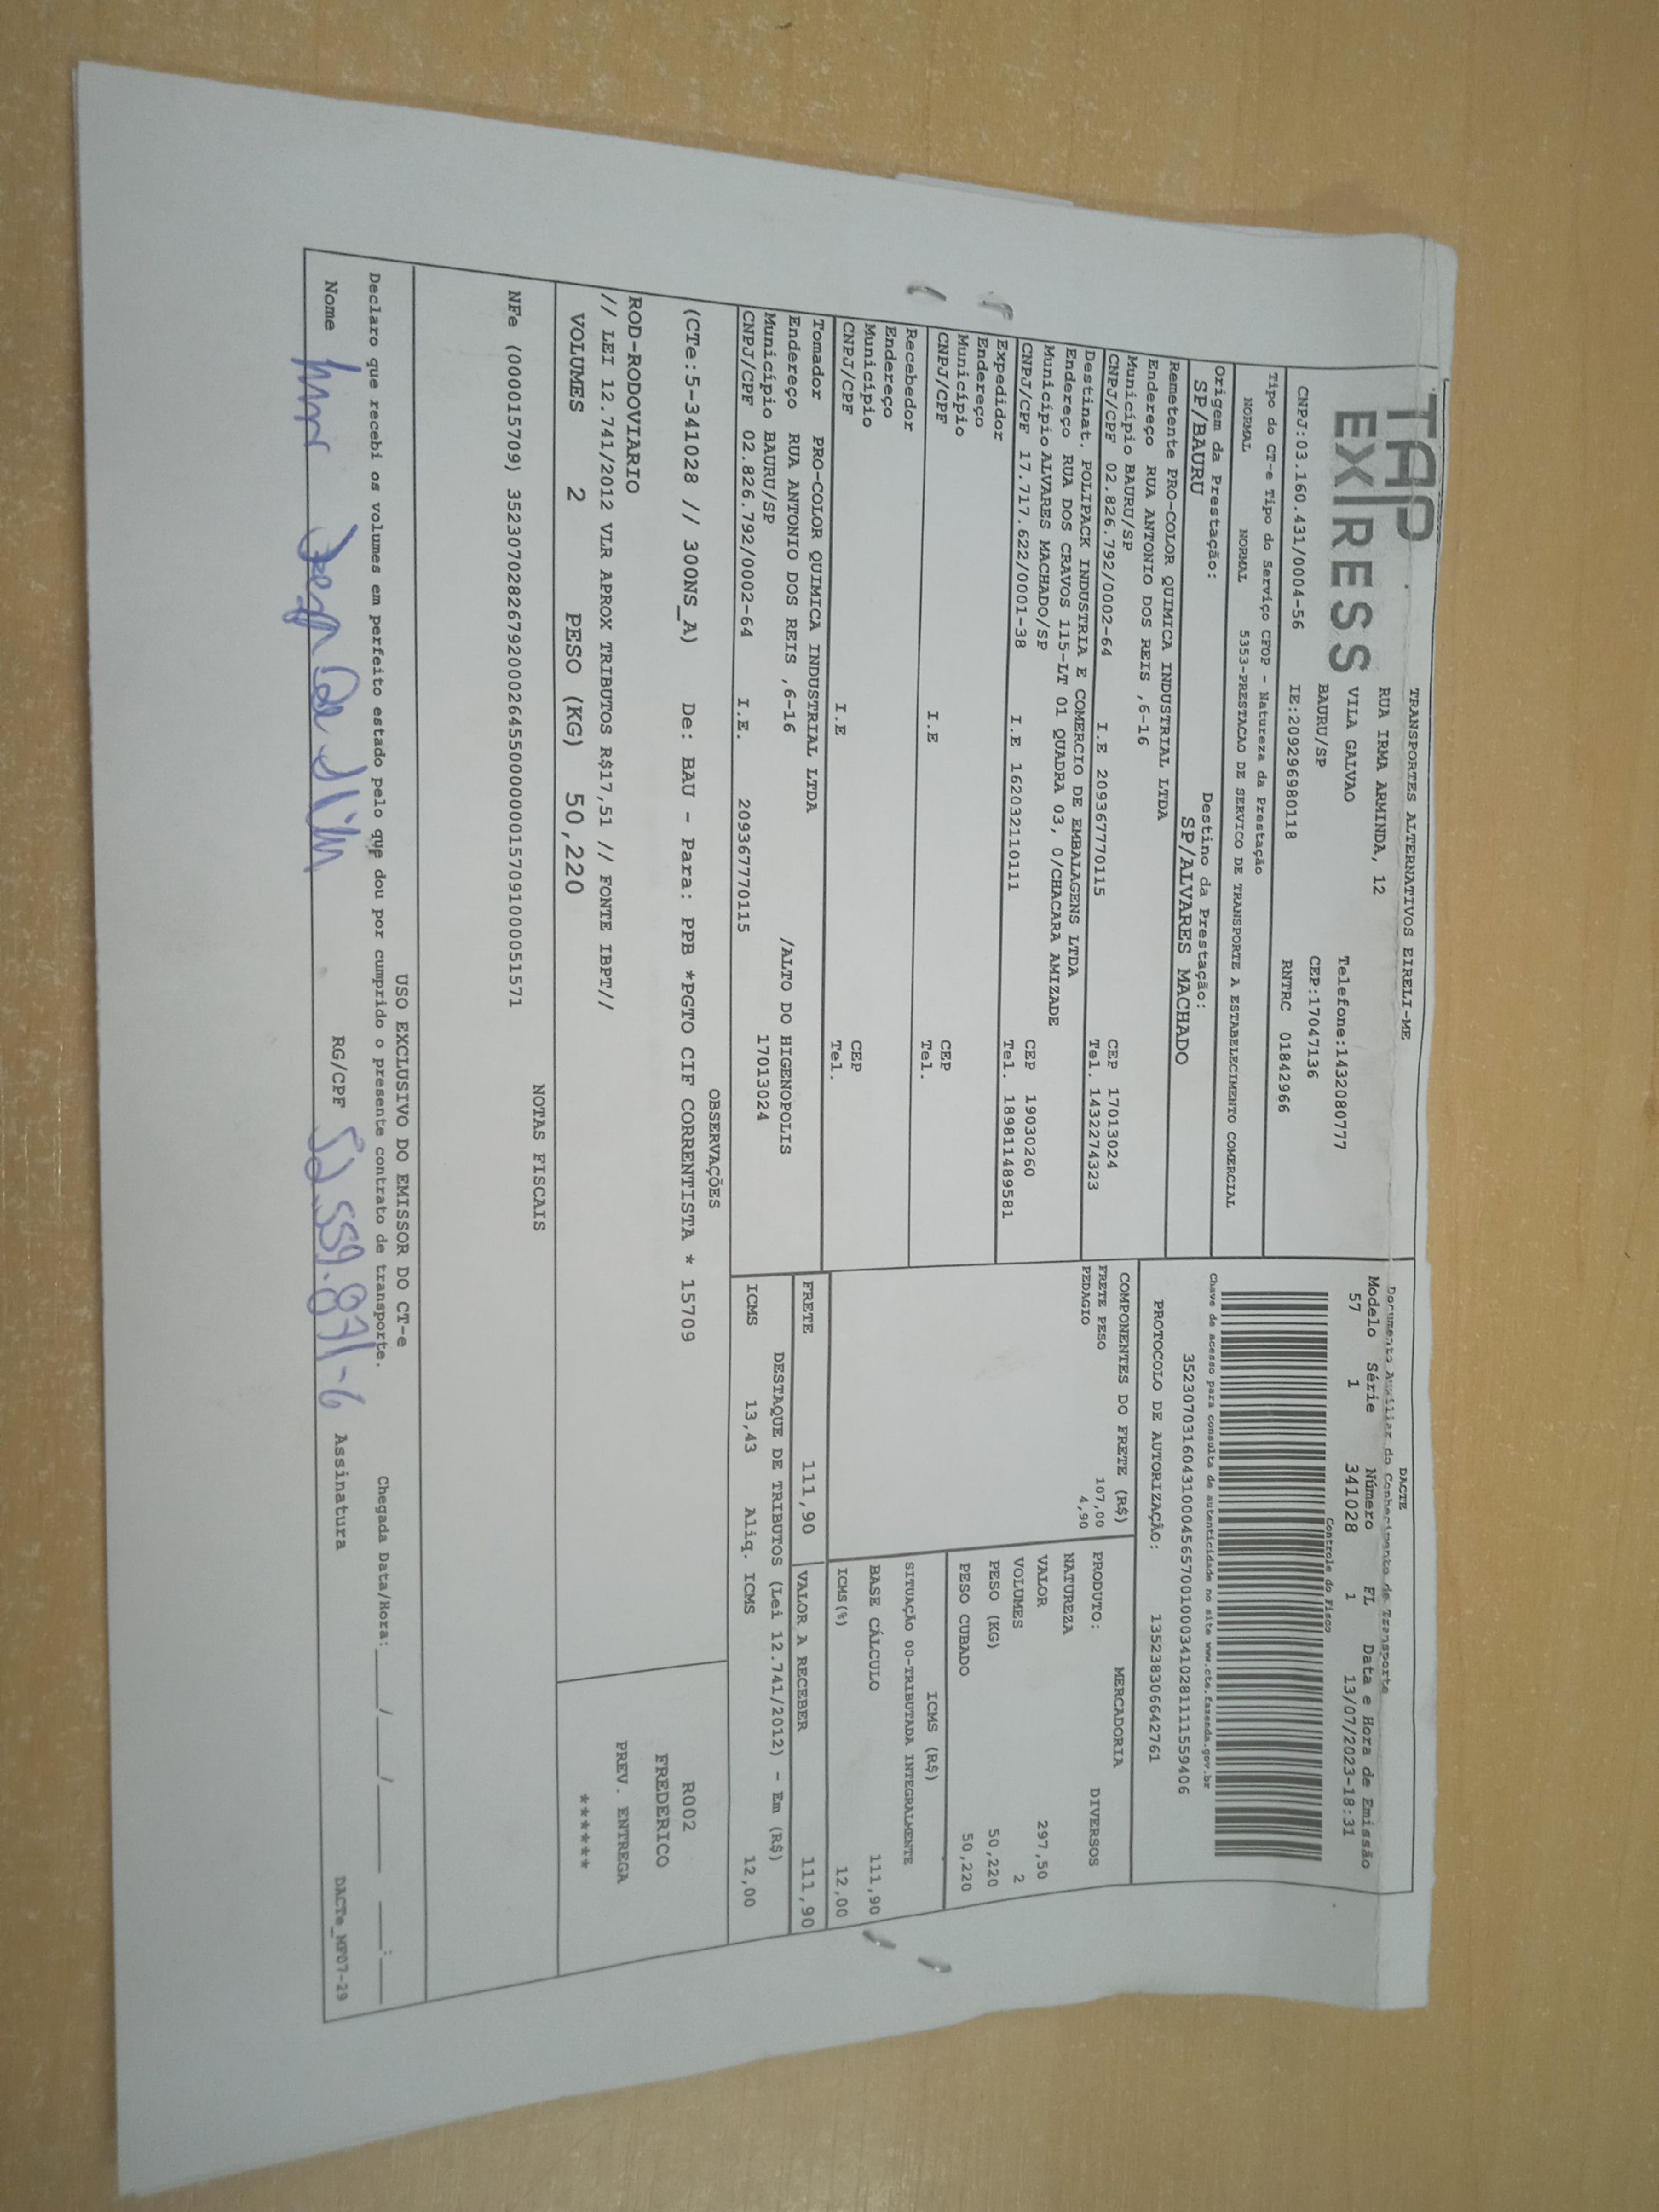 TAP EXPRESS
TRANSPORTES ALTERNATIVOS EIRELI-ME
RUA IRMA ARMINDA, 12
VILA GALVAO Telefone:1432080777
BAURU/SP CEP:17047136
CNPJ:03.160.431/0004-56 IE:209296980118 RNTRC 01842966
DACTE
Documento Auxiliar do Conhecimento de Transporte
Modelo Série Número FL Data e Hora de Emissão
57 1 341028 1 13/07/2023-18:31
Controle do Fisco
Tipo do CT-e Tipo do Serviço CFOP - Natureza da Prestação
NORMAL NORMAL 5353-PRESTACAO DE SERVICO DE TRANSPORTE A ESTABELECIMENTO COMERCIAL
Chave de acesso para consulta de autenticidade no site www.cte.fazenda.gov.br
35230703160431000456570010003410281111559406
Origem da Prestação: Destino da Prestação:
SP/BAURU SP/ALVARES MACHADO
PROTOCOLO DE AUTORIZAÇÃO: 135238306642761
Remetente PRO-COLOR QUIMICA INDUSTRIAL LTDA
Endereço RUA ANTONIO DOS REIS ,6-16
Município BAURU/SP CEP 17013024
CNPJ/CPF 02.826.792/0002-64 I.E 209367770115 Tel. 1432274323
Destinat. POLIPACK INDUSTRIA E COMERCIO DE EMBALAGENS LTDA
Endereço RUA DOS CRAVOS 115-LT 01 QUADRA 03, 0/CHACARA AMIZADE
Município ALVARES MACHADO/SP CEP 19030260
CNPJ/CPF 17.717.622/0001-38 I.E 162032110111 Tel. 18981148958 1
Expedidor
Endereço
Município CEP
CNPJ/CPF I.E Tel.
Recebedor
Endereço
Município CEP
CNPJ/CPF I.E Tel.
Tomador PRO-COLOR QUIMICA INDUSTRIAL LTDA
Endereço RUA ANTONIO DOS REIS ,6-16 /ALTO DO HIGENOPOLIS
Município BAURU/SP 17013024
CNPJ/CPF 02.826.792/0002-64 I.E. 209367770115
COMPONENTES DO FRETE (R$)
FRETE PESO 107,00
PEDAGIO 4,90
MERCADORIA
PRODUTO: DIVERSOS
NATUREZA
VALOR 297,50
VOLUMES 2
PESO (KG) 50,220
PESO CUBADO 50,220
ICMS (R$)
SITUAÇÃO 00-TRIBUTADA INTEGRALMENTE
BASE CÁLCULO 111,90
ICMS(%) 12,00
FRETE 111,90 VALOR A RECEBER 111,90
DESTAQUE DE TRIBUTOS (Lei 12.741/2012) - Em (R$)
ICMS 13,43 Aliq. ICMS 12,00
OBSERVAÇÕES
(CTe:5-341028 // 300NS_A) De: BAU - Para: PPB *PGTO CIF CORRENTISTA * 15709
ROD-RODOVIARIO
// LEI 12.741/2012 VLR APROX TRIBUTOS R$17,51 // FONTE IBPT//
VOLUMES 2 PESO (KG) 50,220
R002
FREDERICO
PREV. ENTREGA
******
NOTAS FISCAIS
NFe (000015709) 35230702826792000264550000000157091000051571
USO EXCLUSIVO DO EMISSOR DO CT-e
Declaro que recebi os volumes em perfeito estado pelo que dou por cumprido o presente contrato de transporte. Chegada Data/Hora:____/____/______ ____:____
Nome RG/CPF 52.559.871-6 Assinatura
DACTe_MF07-29